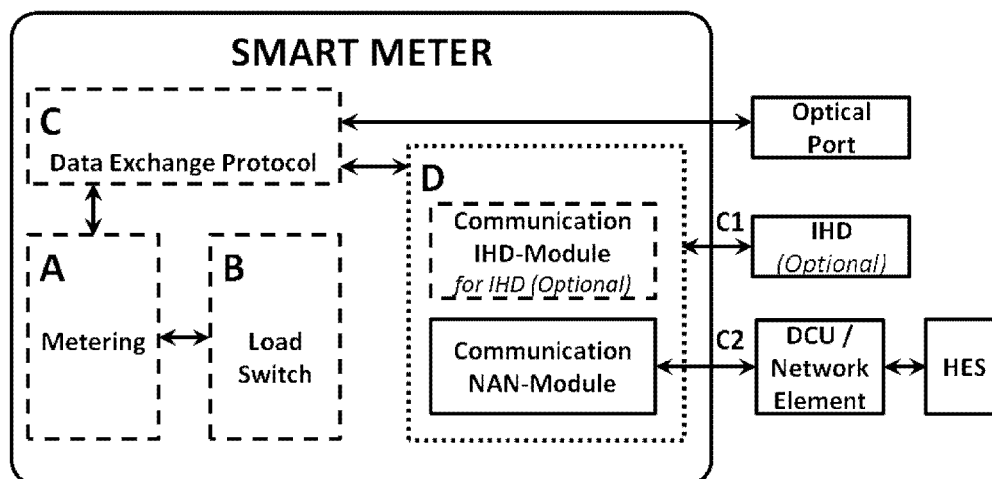 SMART METER
C
Data Exchange Protocol
Optical
Port
D
Communication
IHD-Module
for IHD (Optional)
C1
IHD
(Optional)
A
Metering
B
Load
Switch
Communication
NAN-Module
C2
DCU /
Network
Element
HES